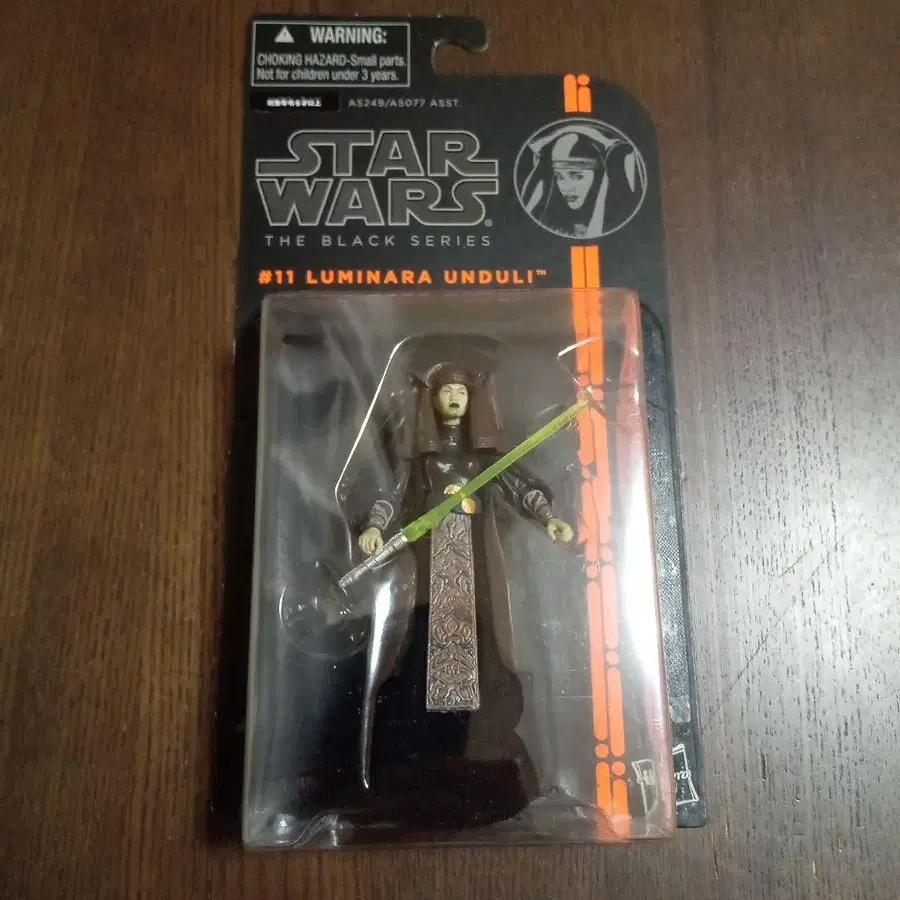 WARNING:
CHOKING HAZARD-Small parts.
Not for children under 3 years.
A5249/A5077 ASST.
STAR
WARS®
THE BLACK SERIES
#11 LUMINARA UNDULI™